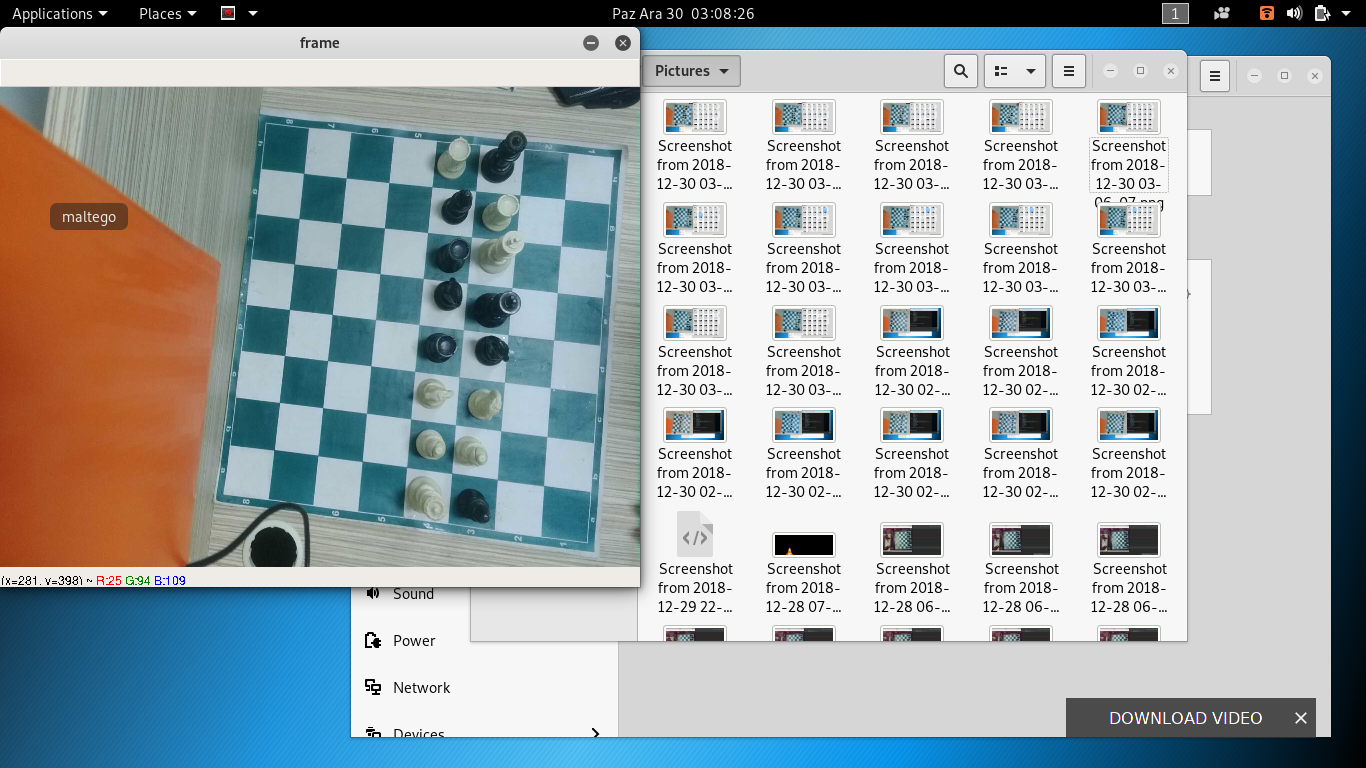 Applications
Places
Paz Ara 30 03:08:26
1
frame
Pictures
maltego
Screenshot
from 2018-
12-30 03-…
Screenshot
from 2018-
12-30 03-…
Screenshot
from 2018-
12-30 03-…
Screenshot
from 2018-
12-30 03-…
Screenshot
from 2018-
12-30 03-
06-07.png
Screenshot
from 2018-
12-30 03-…
Screenshot
from 2018-
12-30 03-…
Screenshot
from 2018-
12-30 03-…
Screenshot
from 2018-
12-30 03-…
Screenshot
from 2018-
12-30 03-…
Screenshot
from 2018-
12-30 03-…
Screenshot
from 2018-
12-30 03-…
Screenshot
from 2018-
12-30 02-…
Screenshot
from 2018-
12-30 02-…
Screenshot
from 2018-
12-30 02-…
Screenshot
from 2018-
12-30 02-…
Screenshot
from 2018-
12-30 02-…
Screenshot
from 2018-
12-30 02-…
Screenshot
from 2018-
12-30 02-…
Screenshot
from 2018-
12-30 02-…
Screenshot
from 2018-
12-29 22-…
Screenshot
from 2018-
12-28 07-…
Screenshot
from 2018-
12-28 06-…
Screenshot
from 2018-
12-28 06-…
Screenshot
from 2018-
12-28 06-…
(x=281, y=398) ~ R:25 G:94 B:109
Sound
Power
Network
Devices
DOWNLOAD VIDEO